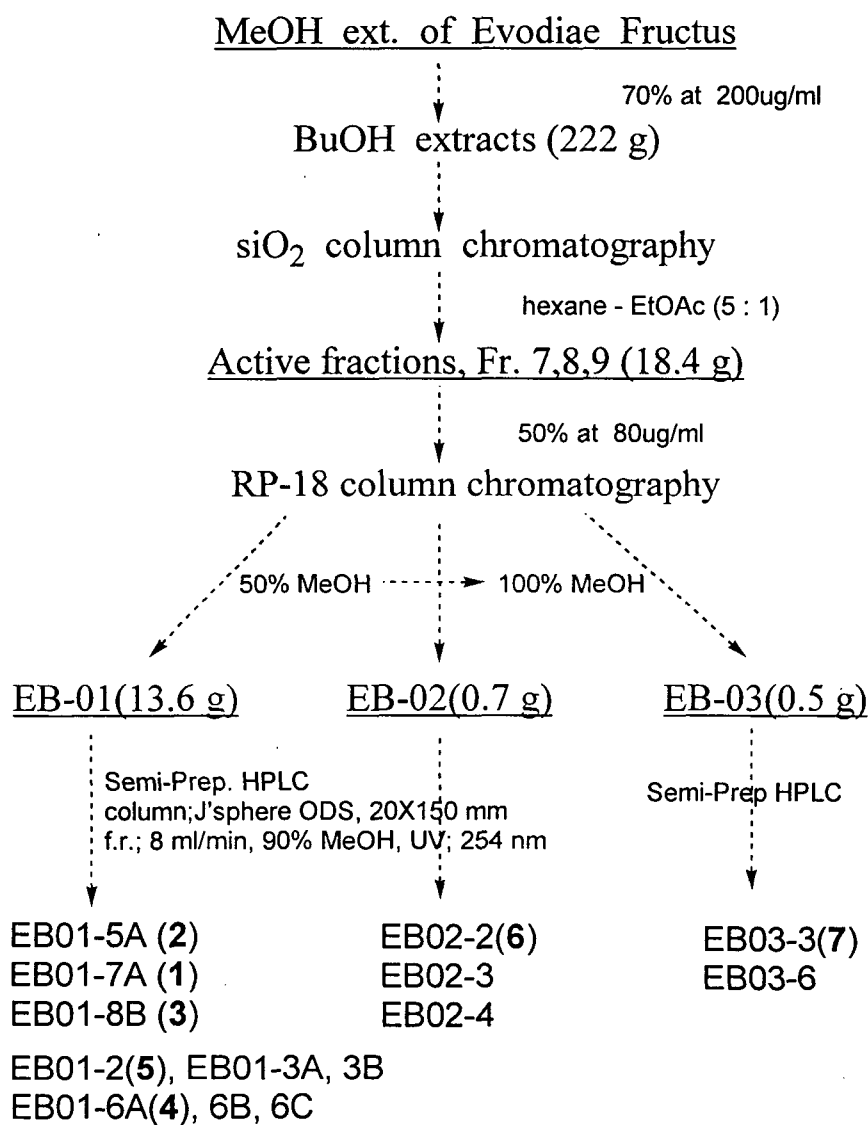 MeOH ext. of Evodiae Fructus
70% at 200ug/ml
BuOH extracts (222 g)
siO2 column chromatography
hexane - EtOAc (5 : 1)
Active fractions, Fr. 7,8,9 (18.4 g)
50% at 80ug/ml
RP-18 column chromatography
50% MeOH 100% MeOH
EB-01(13.6 g) EB-02(0.7 g) EB-03(0.5 g)
Semi-Prep. HPLC
column;J'sphere ODS, 20X150 mm
f.r.; 8 ml/min, 90% MeOH, UV; 254 nm
Semi-Prep HPLC
EB01-5A (2)
EB01-7A (1)
EB01-8B (3)
EB01-2(5), EB01-3A, 3B
EB01-6A(4), 6B, 6C
EB02-2(6)
EB02-3
EB02-4
EB03-3(7)
EB03-6